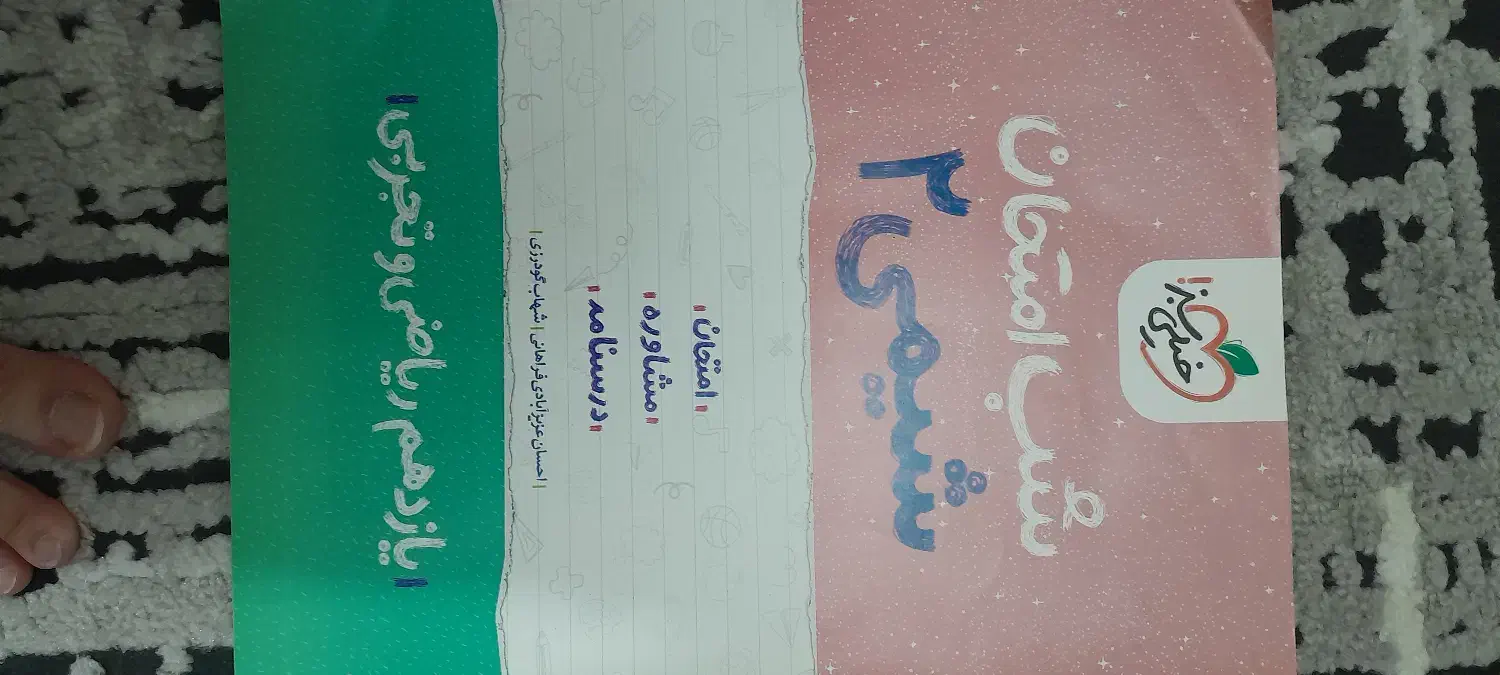 خیلی سبز!
شب امتحان
شیمی ۲
"امتحان"
"مشاوره"
"درسنامه"
| احسان عزیزآبادی فراهانی | شهاب گودرزی |
| یازدهم ریاضی و تجربی |